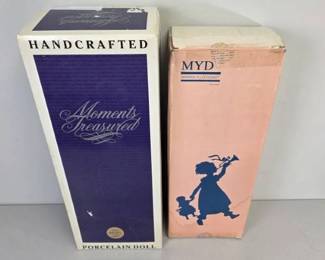 HANDCRAFTED
Moments
Treasured
PORCELAIN DOLL
MYD